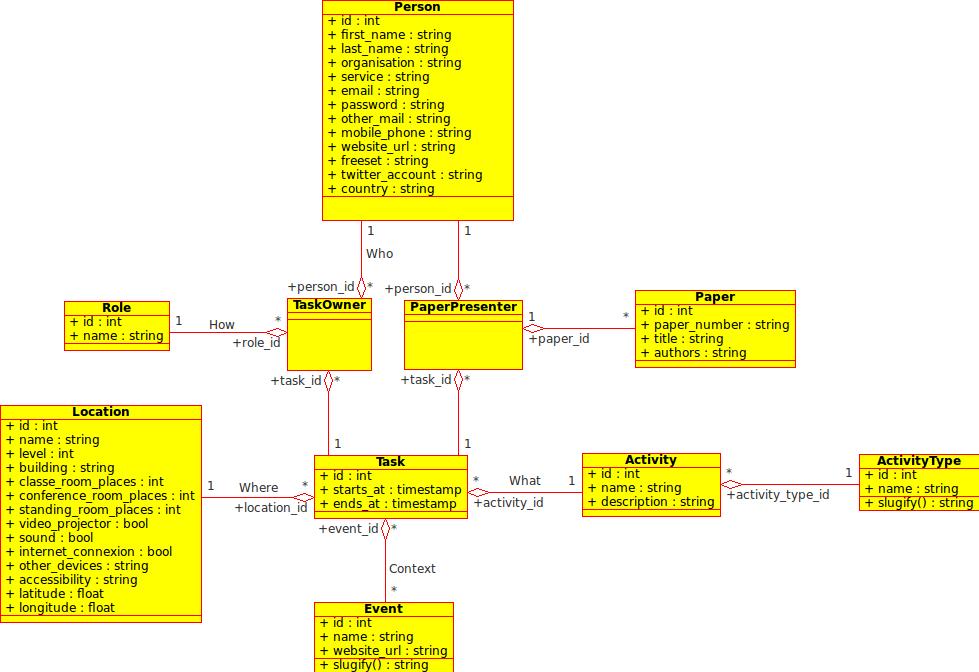 Person
+ id : int
+ first_name : string
+ last_name : string
+ organisation : string
+ service : string
+ email : string
+ password : string
+ other_mail : string
+ mobile_phone : string
+ website_url : string
+ freeset : string
+ twitter_account : string
+ country : string
1
Who
+person_id
*
1
+person_id
*
Role
+ id : int
+ name : string
1
How
*
+role_id
TaskOwner
PaperPresenter
1
+paper_id
*
Paper
+ id : int
+ paper_number : string
+ title : string
+ authors : string
+task_id
*
1
+task_id
*
1
Location
+ id : int
+ name : string
+ level : int
+ building : string
+ classe_room_places : int
+ conference_room_places : int
+ standing_room_places : int
+ video_projector : bool
+ sound : bool
+ internet_connexion : bool
+ other_devices : string
+ accessibility : string
+ latitude : float
+ longitude : float
1
Where
*
+location_id
Task
+ id : int
+ starts_at : timestamp
+ ends_at : timestamp
*
What
1
+activity_id
Activity
+ id : int
+ name : string
+ description : string
*
1
+activity_type_id
ActivityType
+ id : int
+ name : string
+ slugify() : string
+event_id
*
Context
*
Event
+ id : int
+ name : string
+ website_url : string
+ slugify() : string